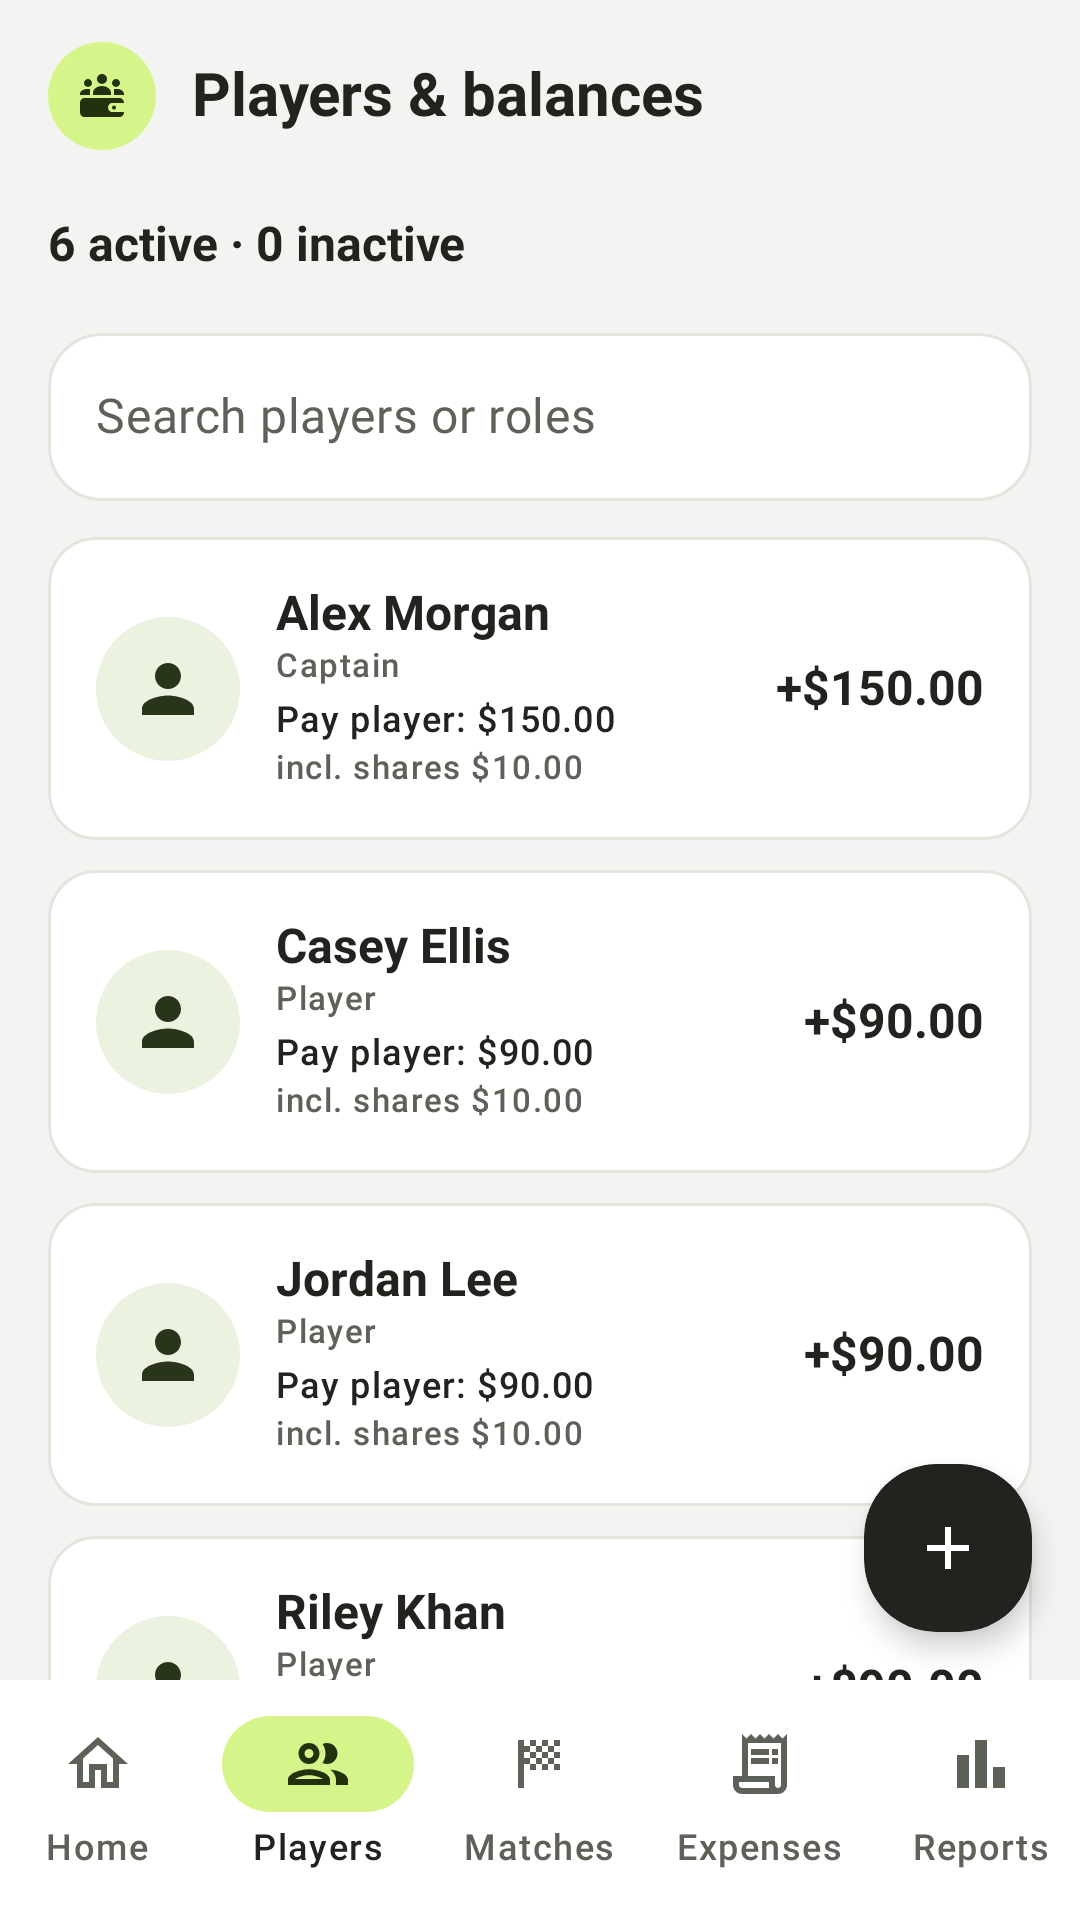 Players & balances
6 active · 0 inactive
Search players or roles
Alex Morgan
Captain
Pay player: $150.00
incl. shares $10.00
+$150.00
Casey Ellis
Player
Pay player: $90.00
incl. shares $10.00
+$90.00
Jordan Lee
Player
Pay player: $90.00
incl. shares $10.00
+$90.00
Riley Khan
Player
Home
Players
Matches
Expenses
Reports